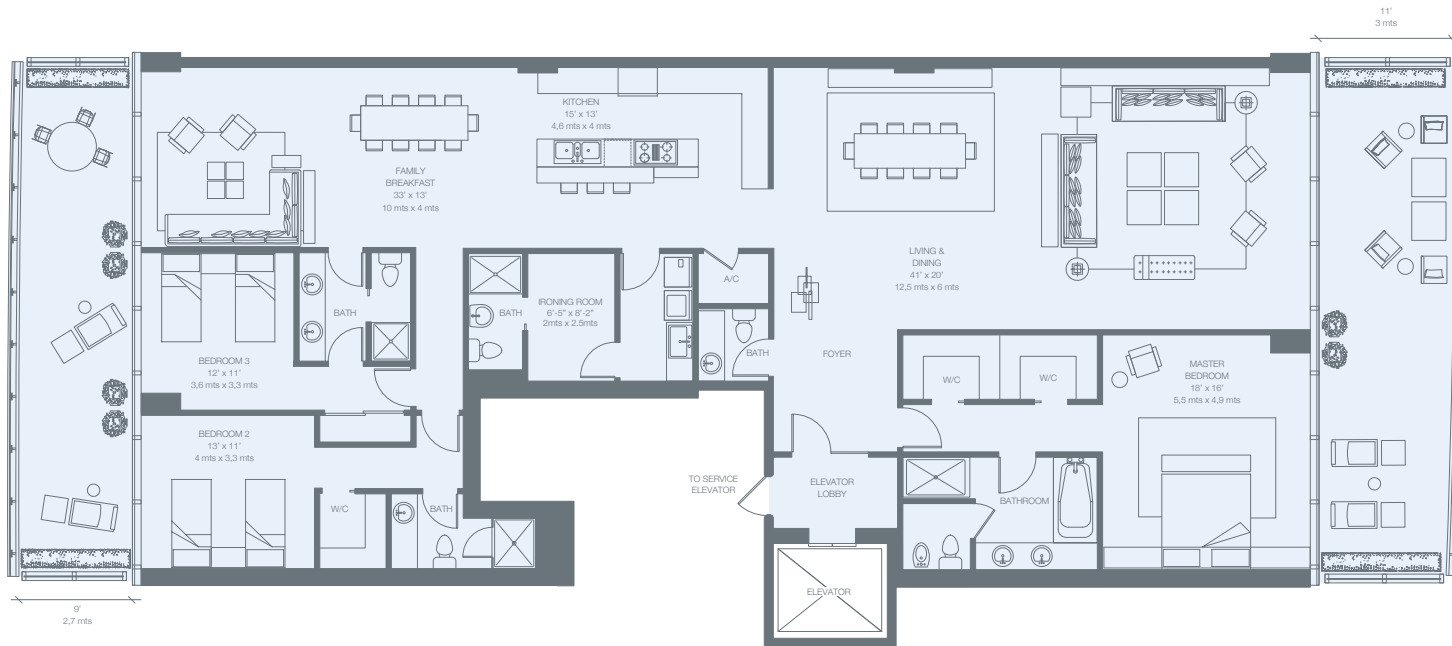 11'
3 mts
KITCHEN
15' x 13'
4,6 mts x 4 mts
FAMILY
BREAKFAST
33' x 13'
10 mts x 4 mts
LIVING &
DINING
41' x 20'
12,5 mts x 6 mts
A/C
IRONING ROOM
6'-5" x 8'-2"
2mts x 2.5mts
BATH
BATH
BATH
FOYER
BEDROOM 3
12' x 11'
3,6 mts x 3,3 mts
W/C
W/C
MASTER
BEDROOM
18' x 16'
5,5 mts x 4,9 mts
BEDROOM 2
13' x 11'
4 mts x 3,3 mts
TO SERVICE
ELEVATOR
ELEVATOR
LOBBY
BATHROOM
W/C
BATH
ELEVATOR
9'
2,7 mts